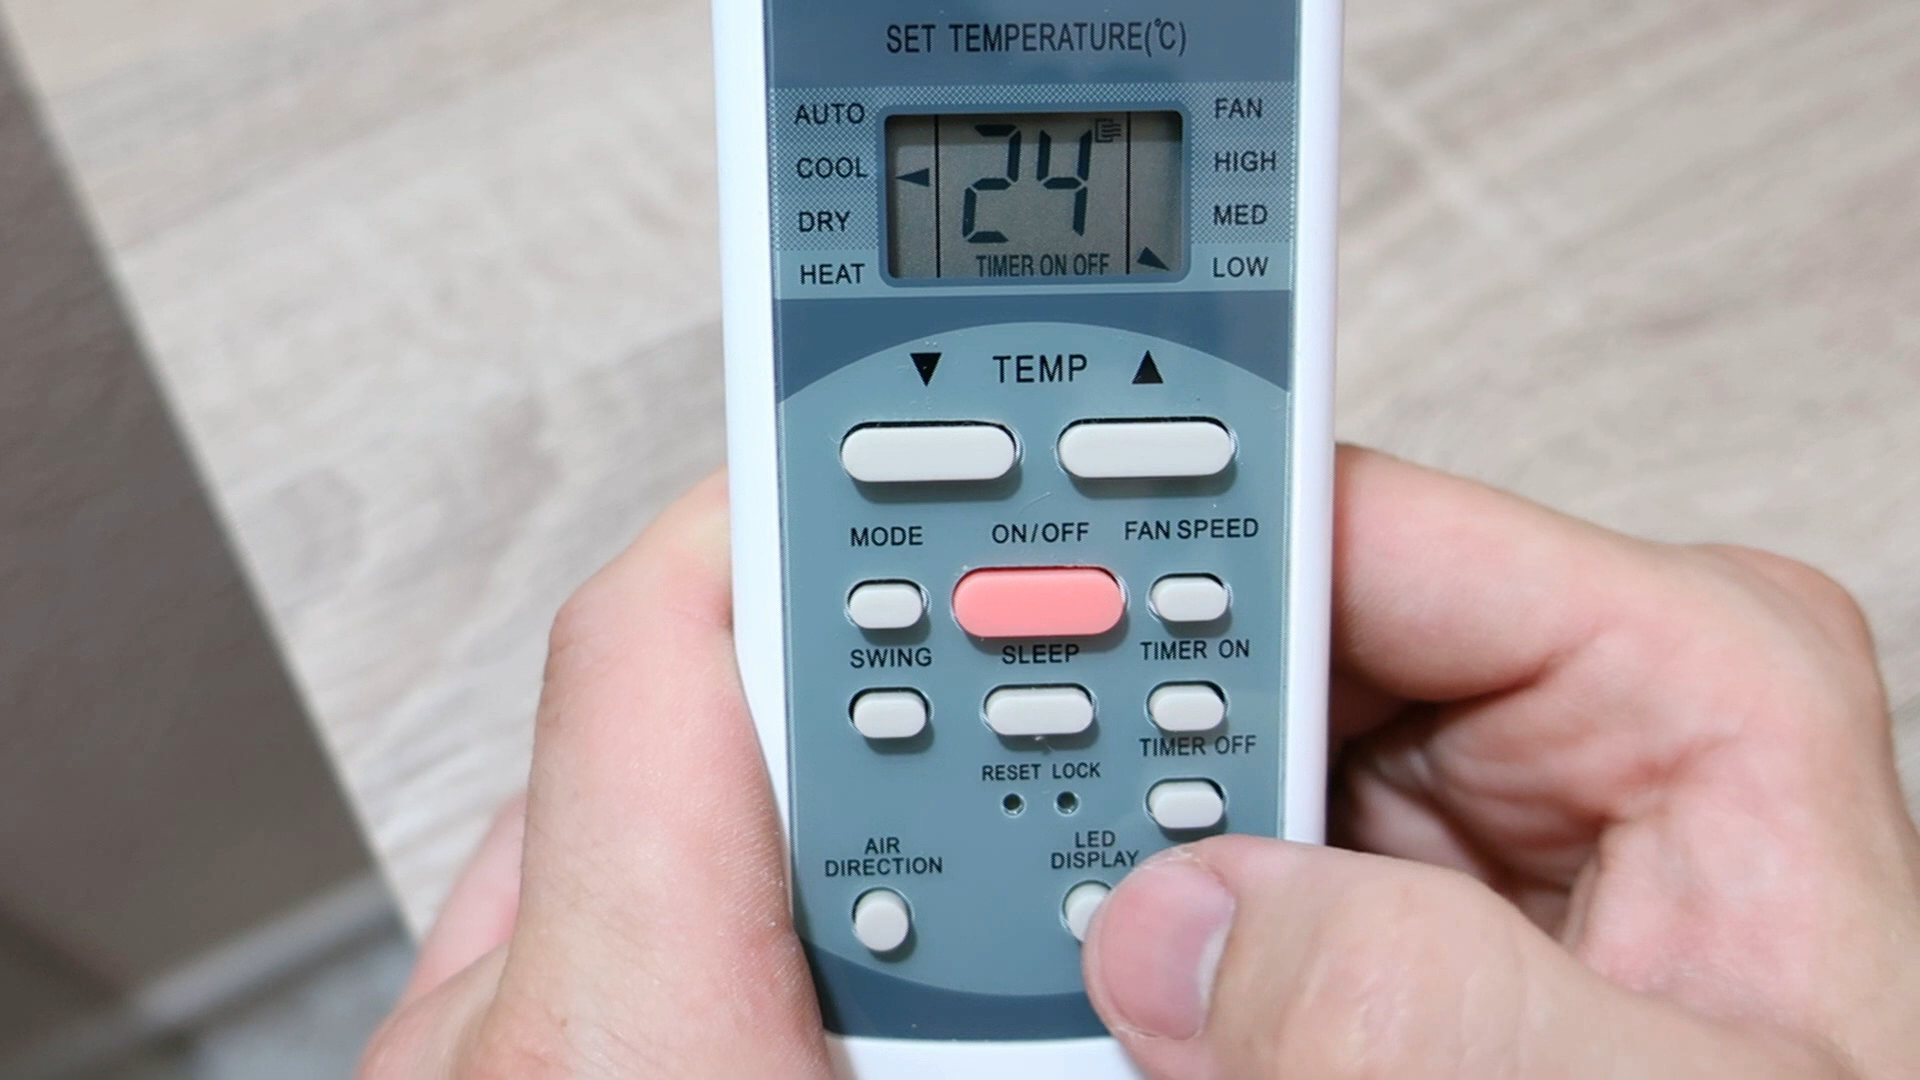 SET TEMPERATURE(℃)
AUTO
COOL
DRY
HEAT
24
TIMER ON OFF
FAN
HIGH
MED
LOW
▼ TEMP ▲
MODE ON/OFF FAN SPEED
SWING SLEEP TIMER ON
TIMER OFF
RESET LOCK
AIR
DIRECTION
LED
DISPLAY